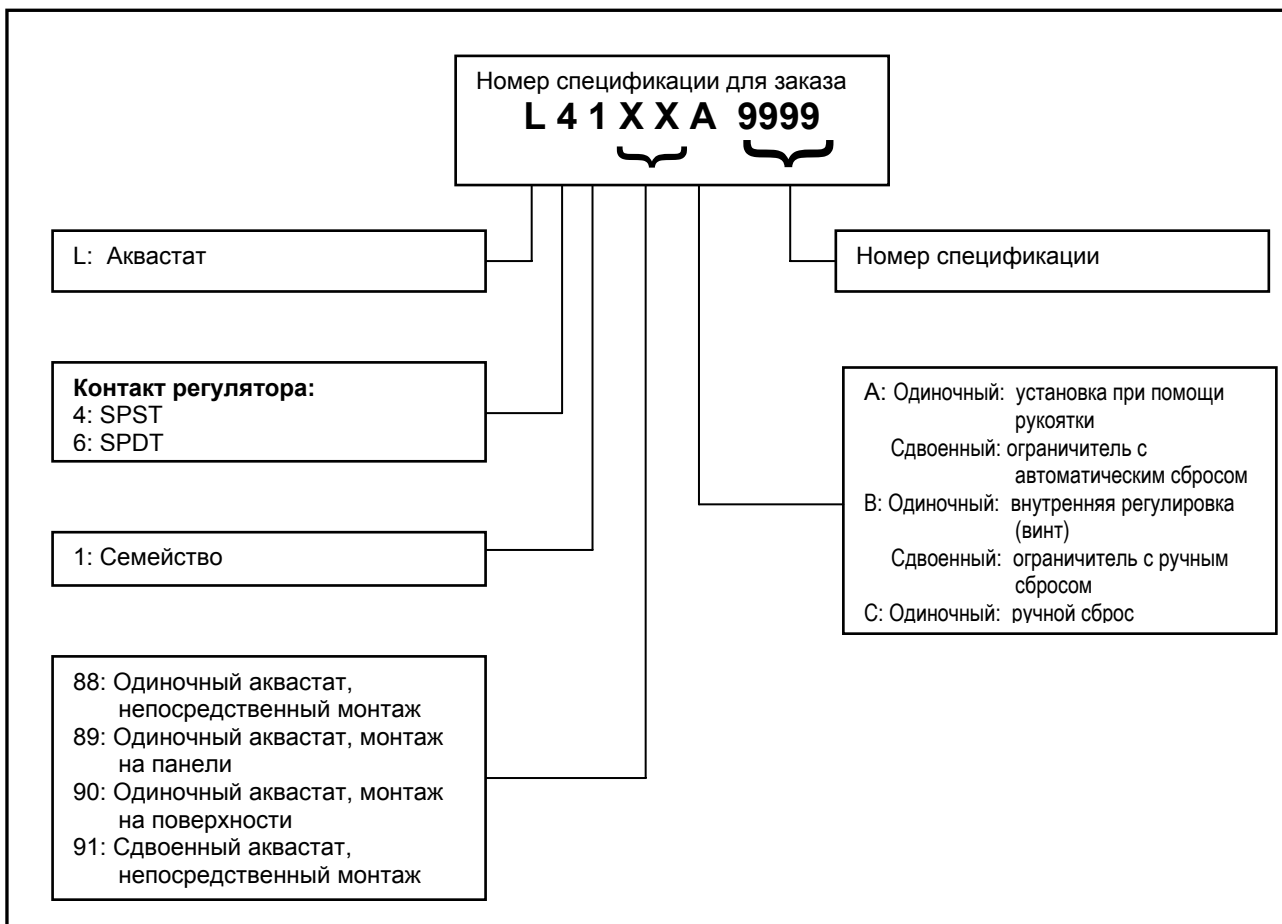 Номер спецификации для заказа
L 4 1 X X A 9999
L: Аквастат
Номер спецификации
Контакт регулятора:
4: SPST
6: SPDT
A: Одиночный: установка при помощи
рукоятки
Сдвоенный: ограничитель с
автоматическим сбросом
B: Одиночный: внутренняя регулировка
(винт)
Сдвоенный: ограничитель с ручным
сбросом
C: Одиночный: ручной сброс
1: Семейство
88: Одиночный аквастат,
непосредственный монтаж
89: Одиночный аквастат, монтаж
на панели
90: Одиночный аквастат, монтаж
на поверхности
91: Сдвоенный аквастат,
непосредственный монтаж